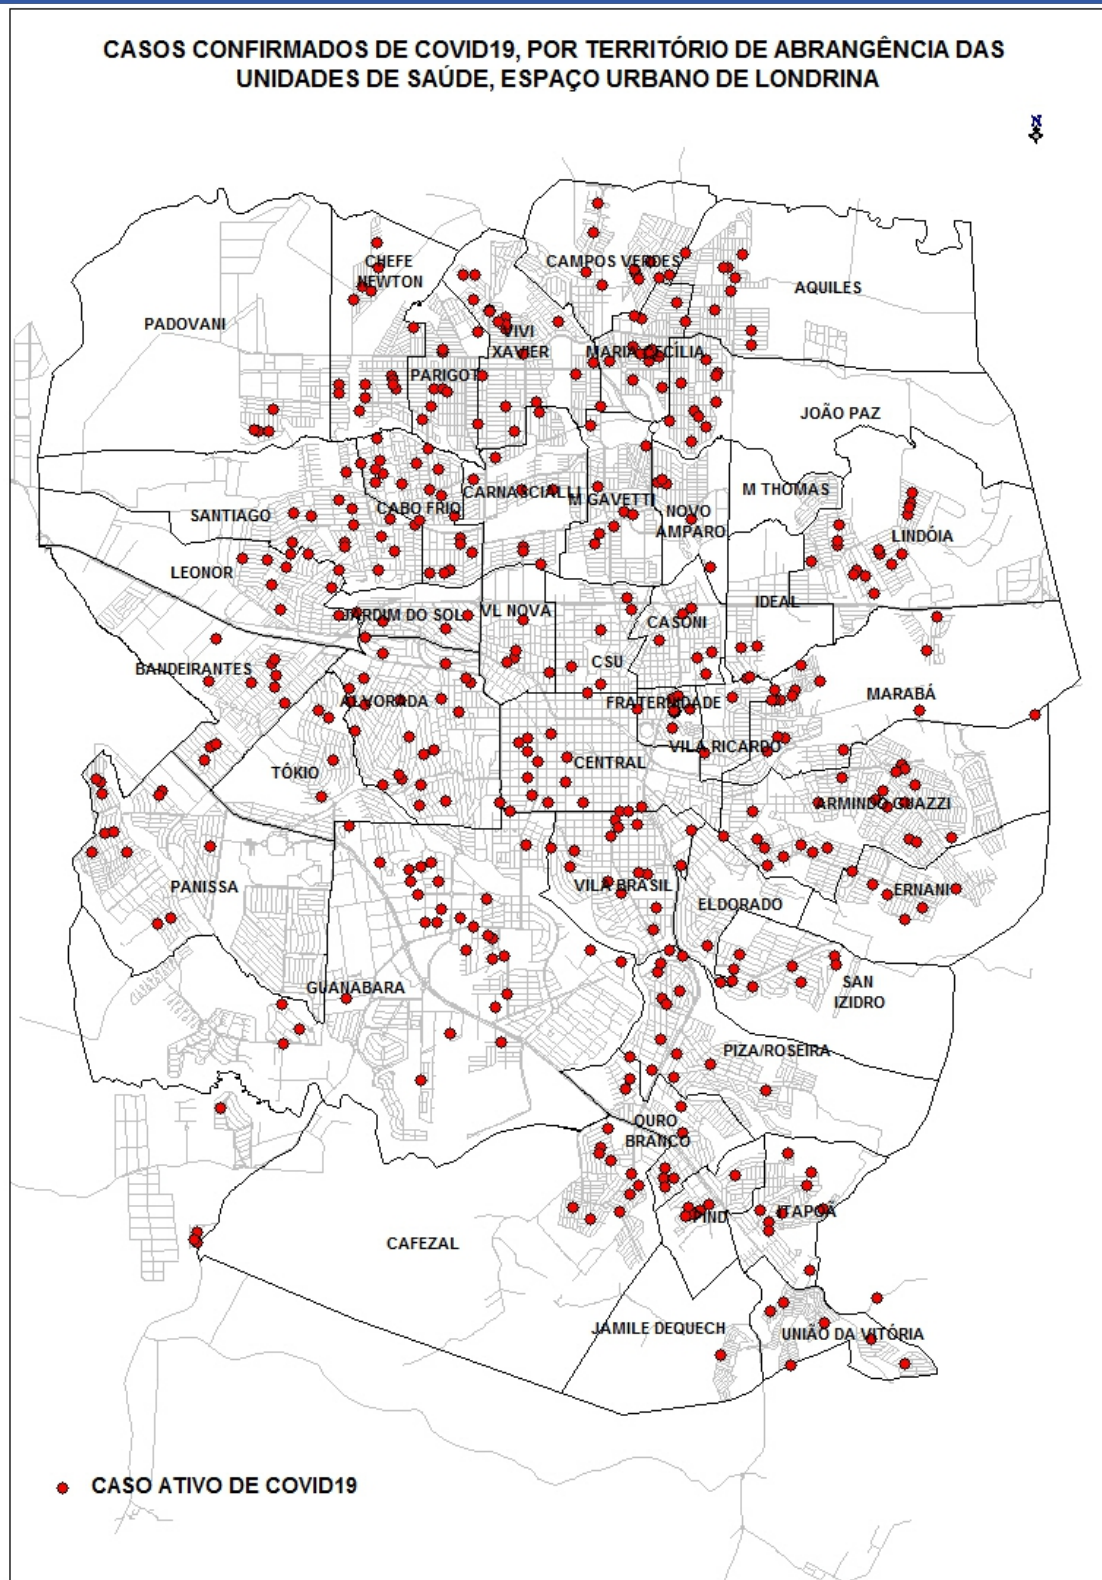 CASOS CONFIRMADOS DE COVID19, POR TERRITÓRIO DE ABRANGÊNCIA DAS
UNIDADES DE SAÚDE, ESPAÇO URBANO DE LONDRINA
N
CHEFE
NEWTON
CAMPOS VERDES
AQUILES
PADOVANI
VIVI
XAVIER
MARIA CECÍLIA
PARIGOT
JOÃO PAZ
CARNASCIALLI
M GAVETTI
M THOMAS
SANTIAGO
CABO FRIO
NOVO
AMPARO
LINDÓIA
LEONOR
IDEAL
JARDIM DO SOL
VL NOVA
CASONI
BANDEIRANTES
CSU
MARABÁ
ALVORADA
FRATERNIDADE
VILA RICARDO
TÓKIO
CENTRAL
ARMINDO GUAZZI
PANISSA
VILA BRASIL
ERNANI
ELDORADO
GUANABARA
SAN
IZIDRO
PIZA/ROSEIRA
OURO
BRANCO
PIND
ITAPOÃ
CAFEZAL
JAMILE DEQUECH
UNIÃO DA VITÓRIA
CASO ATIVO DE COVID19